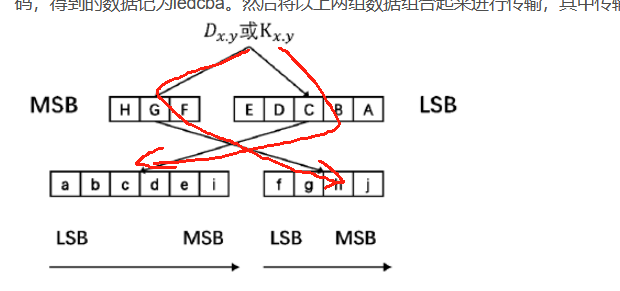 码，得到的数据记为iedcba。然后将以上两组数据组合起来进行传输，其中传输
Dx.y或Kx.y
MSB H G F E D C B A LSB
a b c d e i f g h j
LSB MSB LSB MSB